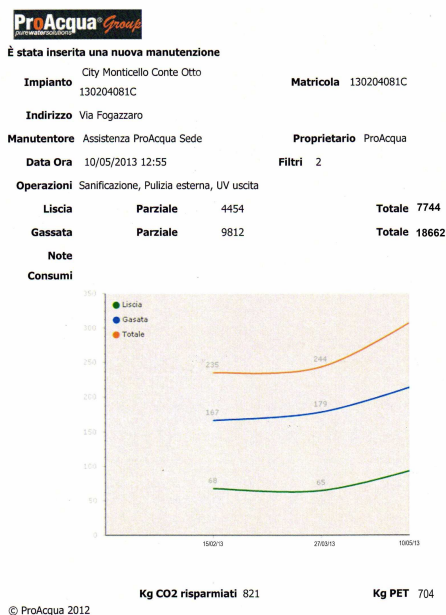 ProAcqua® Group
purewatersolutions
È stata inserita una nuova manutenzione
Impianto City Monticello Conte Otto 130204081C Matricola 130204081C
Indirizzo Via Fogazzaro
Manutentore Assistenza ProAcqua Sede Proprietario ProAcqua
Data Ora 10/05/2013 12:55 Filtri 2
Operazioni Sanificazione, Pulizia esterna, UV uscita
Liscia Parziale 4454 Totale 7744
Gassata Parziale 9812 Totale 18662
Note
Consumi
350
Liscia
Gasata
300
Totale
250
235
244
200
167
179
150
100
68
65
50
0
15/02/13 27/03/13 10/05/13
Kg CO2 risparmiati 821 Kg PET 704
© ProAcqua 2012